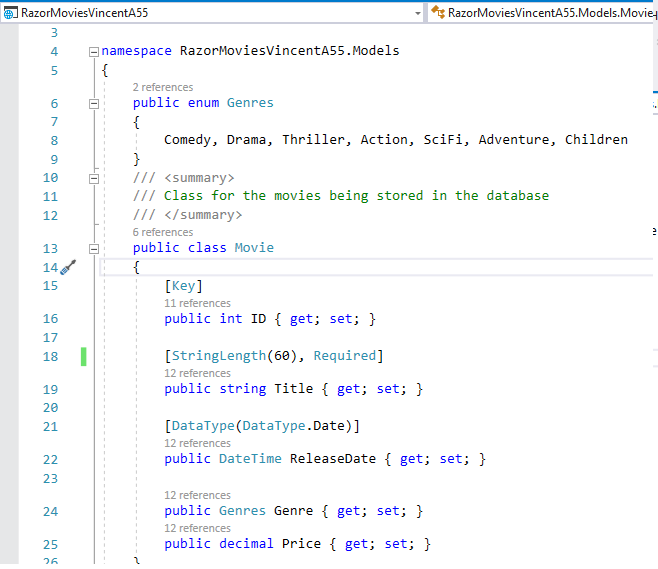 RazorMoviesVincentA55 RazorMoviesVincentA55.Models.Movie
3
4 namespace RazorMoviesVincentA55.Models
5 {
2 references
6 public enum Genres
7 {
8 Comedy, Drama, Thriller, Action, SciFi, Adventure, Children
9 }
10 /// <summary>
11 /// Class for the movies being stored in the database
12 /// </summary>
6 references
13 public class Movie
14 {
15 [Key]
11 references
16 public int ID { get; set; }
17
18 [StringLength(60), Required]
12 references
19 public string Title { get; set; }
20
21 [DataType(DataType.Date)]
12 references
22 public DateTime ReleaseDate { get; set; }
23
12 references
24 public Genres Genre { get; set; }
12 references
25 public decimal Price { get; set; }
26 }